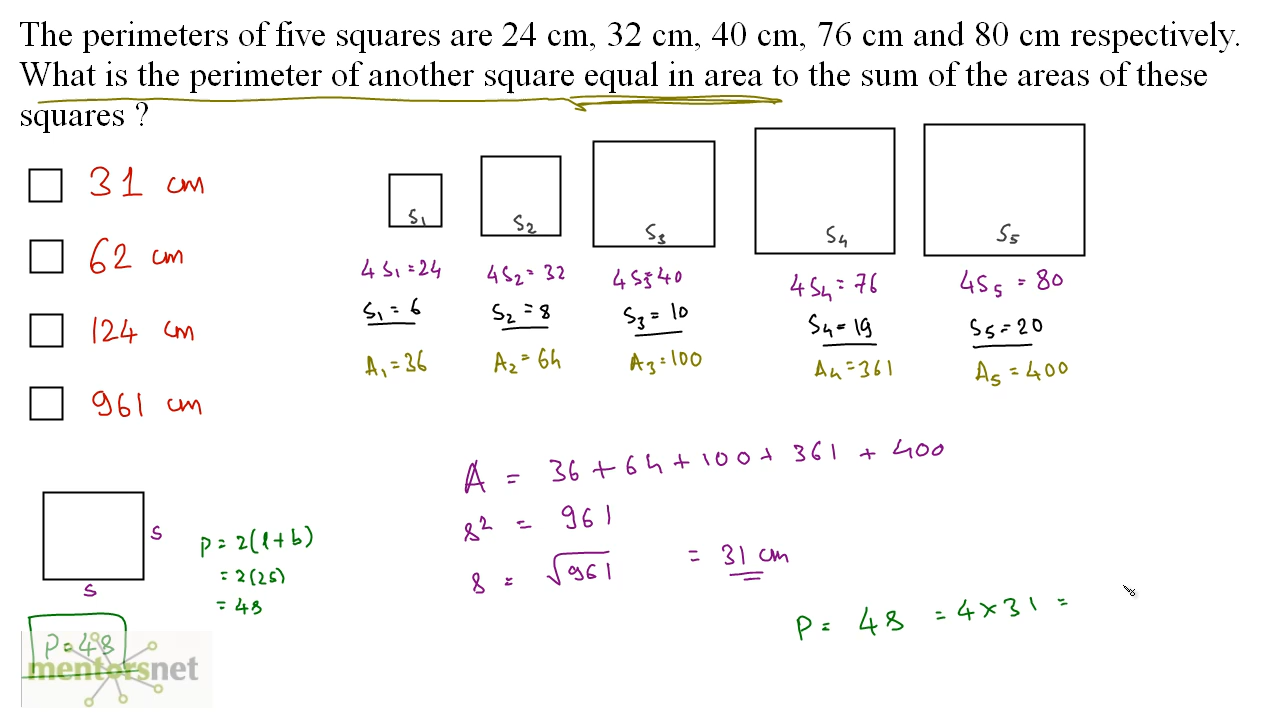 The perimeters of five squares are 24 cm, 32 cm, 40 cm, 76 cm and 80 cm respectively.
What is the perimeter of another square equal in area to the sum of the areas of these
squares ?
31 cm
62 cm
124 cm
961 cm
S₁ S₂ S₃ S₄ S₅
4S₁=24 4S₂=32 4S₃=40 4S₄=76 4S₅=80
S₁=6 S₂=8 S₃=10 S₄=19 S₅=20
A₁=36 A₂=64 A₃=100 A₄=361 A₅=400
A = 36+64+100+361+400
s² = 961
s = √961 = 31 cm
P = 4s = 4×31 =
s
s
P=2(l+b)
=2(2s)
=4s
P=4s
mentorsnet